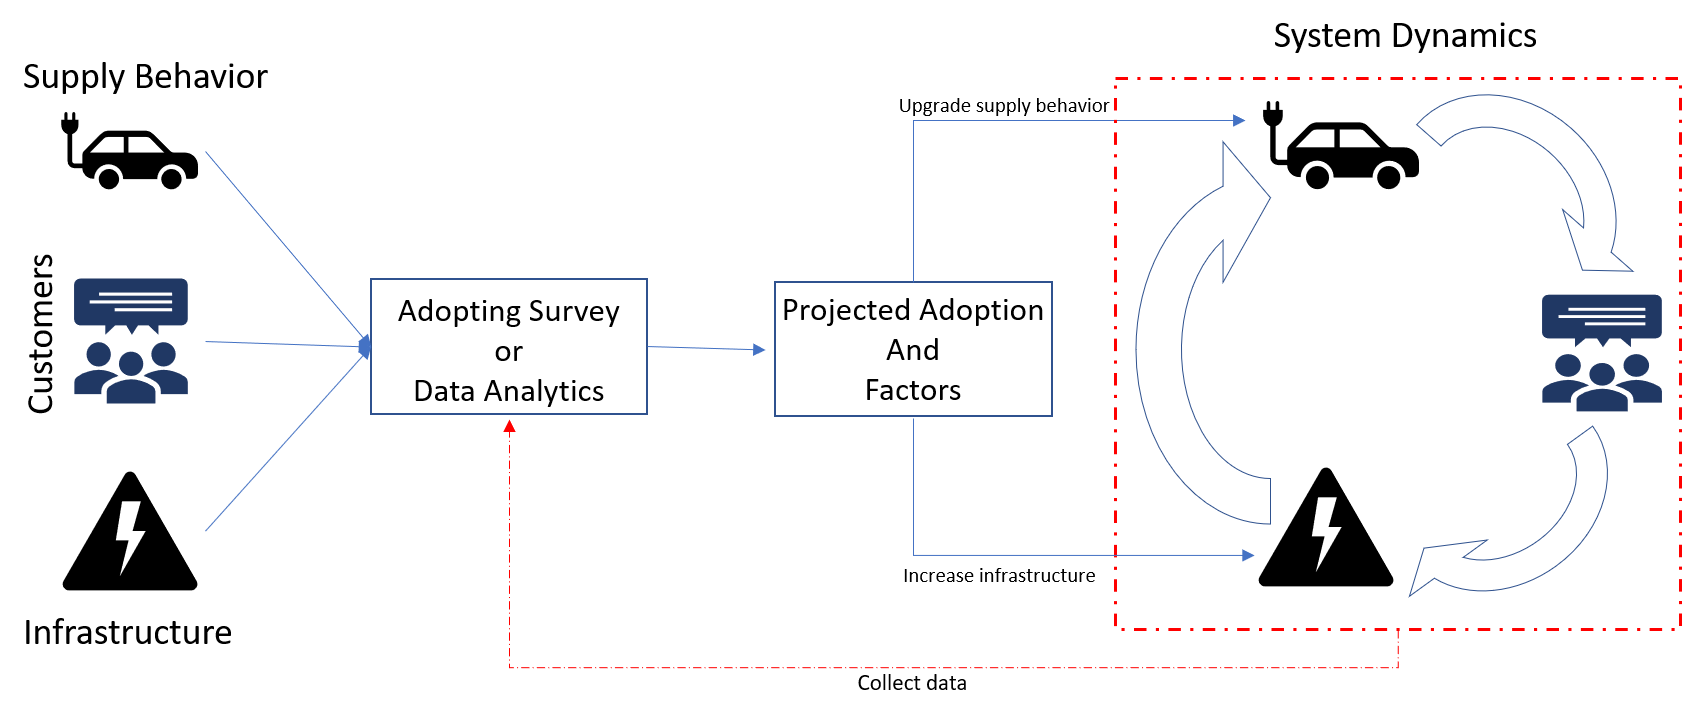 System Dynamics
Supply Behavior
Upgrade supply behavior
Customers
Adopting Survey
or
Data Analytics
Projected Adoption
And
Factors
Increase infrastructure
Infrastructure
Collect data